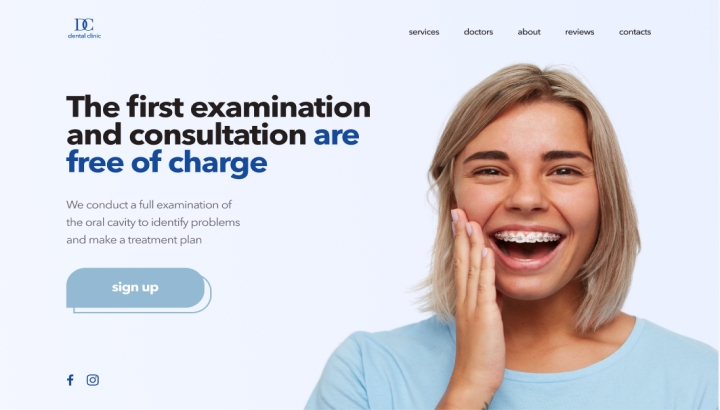 DC
dental clinic
services doctors about reviews contacts
The first examination
and consultation are
free of charge
We conduct a full examination of
the oral cavity to identify problems
and make a treatment plan
sign up